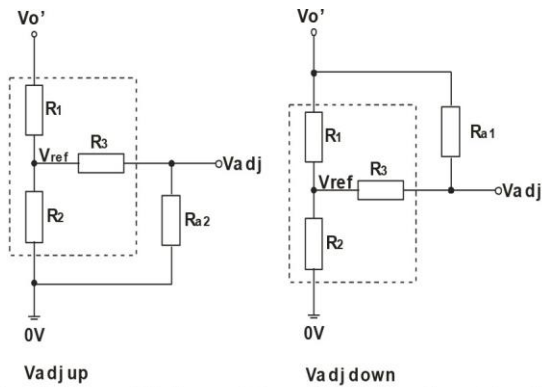 Vo’
R1
R3
Vref
Vadj
R2
Ra2
0V
Vadj up
Vo’
R1
Ra1
R3
Vref
Vadj
R2
0V
Vadj down